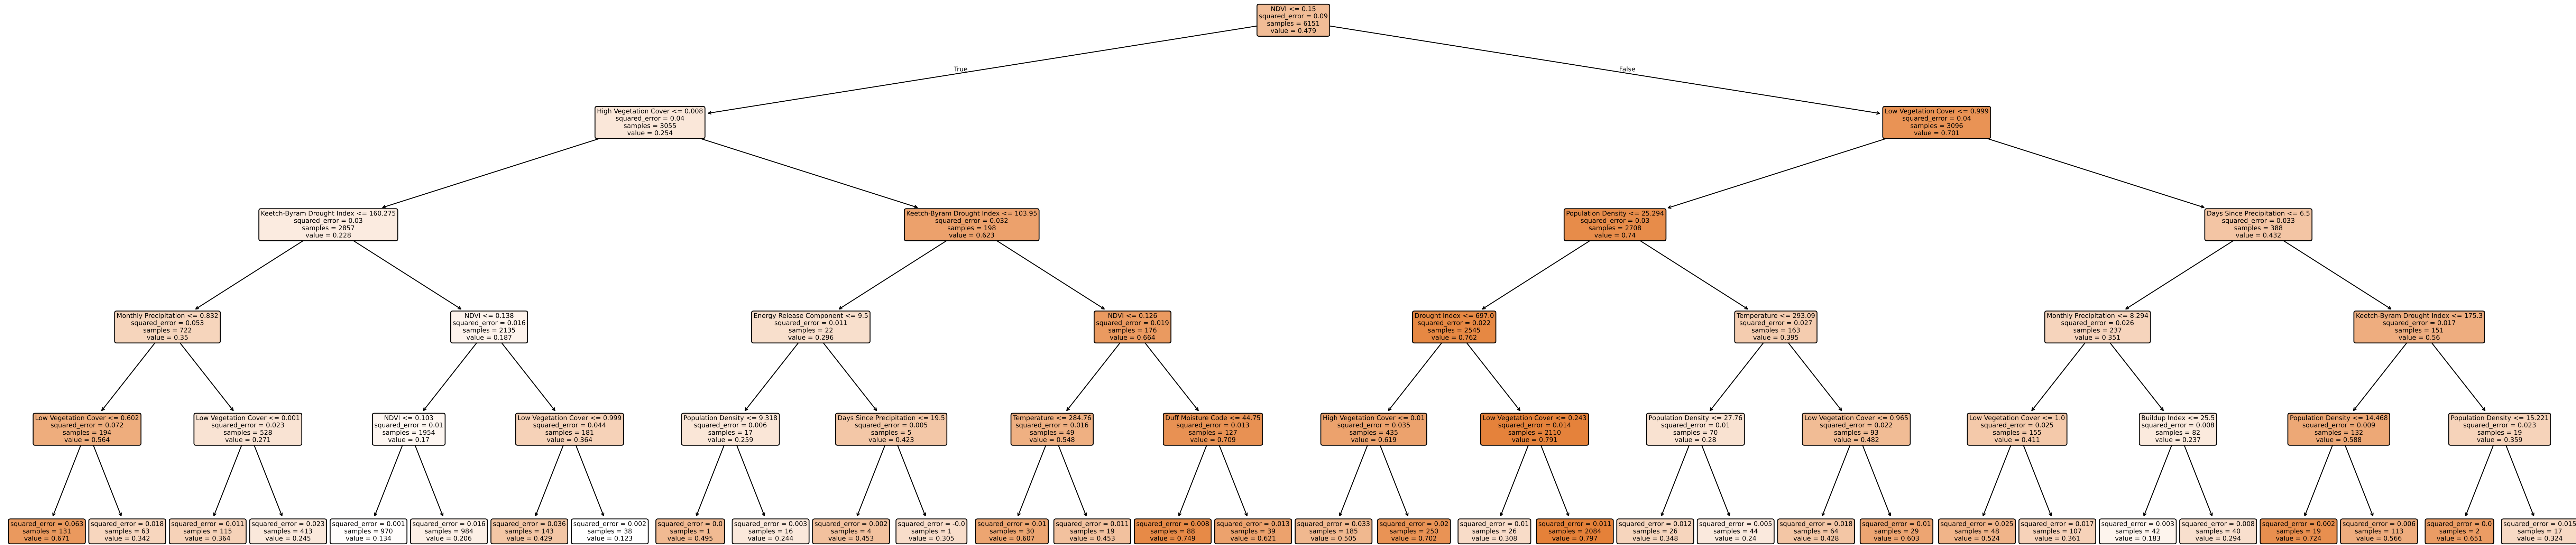 NDVI <= 0.15
squared_error = 0.09
samples = 6151
value = 0.479
True
False
High Vegetation Cover <= 0.008
squared_error = 0.04
samples = 3055
value = 0.254
Low Vegetation Cover <= 0.999
squared_error = 0.04
samples = 3096
value = 0.701
Keetch-Byram Drought Index <= 160.275
squared_error = 0.03
samples = 2857
value = 0.228
Keetch-Byram Drought Index <= 103.95
squared_error = 0.032
samples = 198
value = 0.623
Population Density <= 25.294
squared_error = 0.03
samples = 2708
value = 0.74
Days Since Precipitation <= 6.5
squared_error = 0.033
samples = 388
value = 0.432
Monthly Precipitation <= 0.832
squared_error = 0.053
samples = 722
value = 0.35
NDVI <= 0.138
squared_error = 0.016
samples = 2135
value = 0.187
Energy Release Component <= 9.5
squared_error = 0.011
samples = 22
value = 0.296
NDVI <= 0.126
squared_error = 0.019
samples = 176
value = 0.664
Drought Index <= 697.0
squared_error = 0.022
samples = 2545
value = 0.762
Temperature <= 293.09
squared_error = 0.027
samples = 163
value = 0.395
Monthly Precipitation <= 8.294
squared_error = 0.026
samples = 237
value = 0.351
Keetch-Byram Drought Index <= 175.3
squared_error = 0.017
samples = 151
value = 0.56
Low Vegetation Cover <= 0.602
squared_error = 0.072
samples = 194
value = 0.564
Low Vegetation Cover <= 0.001
squared_error = 0.023
samples = 528
value = 0.271
NDVI <= 0.103
squared_error = 0.01
samples = 1954
value = 0.17
Low Vegetation Cover <= 0.999
squared_error = 0.044
samples = 181
value = 0.364
Population Density <= 9.318
squared_error = 0.006
samples = 17
value = 0.259
Days Since Precipitation <= 19.5
squared_error = 0.005
samples = 5
value = 0.423
Temperature <= 284.76
squared_error = 0.016
samples = 49
value = 0.548
Duff Moisture Code <= 44.75
squared_error = 0.013
samples = 127
value = 0.709
High Vegetation Cover <= 0.01
squared_error = 0.035
samples = 435
value = 0.619
Low Vegetation Cover <= 0.243
squared_error = 0.014
samples = 2110
value = 0.791
Population Density <= 27.76
squared_error = 0.01
samples = 70
value = 0.28
Low Vegetation Cover <= 0.965
squared_error = 0.022
samples = 93
value = 0.482
Low Vegetation Cover <= 1.0
squared_error = 0.025
samples = 155
value = 0.411
Buildup Index <= 25.5
squared_error = 0.008
samples = 82
value = 0.237
Population Density <= 14.468
squared_error = 0.009
samples = 132
value = 0.588
Population Density <= 15.221
squared_error = 0.023
samples = 19
value = 0.359
squared_error = 0.063
samples = 131
value = 0.671
squared_error = 0.018
samples = 63
value = 0.342
squared_error = 0.011
samples = 115
value = 0.364
squared_error = 0.023
samples = 413
value = 0.245
squared_error = 0.001
samples = 970
value = 0.134
squared_error = 0.016
samples = 984
value = 0.206
squared_error = 0.036
samples = 143
value = 0.429
squared_error = 0.002
samples = 38
value = 0.123
squared_error = 0.0
samples = 1
value = 0.495
squared_error = 0.003
samples = 16
value = 0.244
squared_error = 0.002
samples = 4
value = 0.453
squared_error = -0.0
samples = 1
value = 0.305
squared_error = 0.01
samples = 30
value = 0.607
squared_error = 0.011
samples = 19
value = 0.453
squared_error = 0.008
samples = 88
value = 0.749
squared_error = 0.013
samples = 39
value = 0.621
squared_error = 0.033
samples = 185
value = 0.505
squared_error = 0.02
samples = 250
value = 0.702
squared_error = 0.01
samples = 26
value = 0.308
squared_error = 0.011
samples = 2084
value = 0.797
squared_error = 0.012
samples = 26
value = 0.348
squared_error = 0.005
samples = 44
value = 0.24
squared_error = 0.018
samples = 64
value = 0.428
squared_error = 0.01
samples = 29
value = 0.603
squared_error = 0.025
samples = 48
value = 0.524
squared_error = 0.017
samples = 107
value = 0.361
squared_error = 0.003
samples = 42
value = 0.183
squared_error = 0.008
samples = 40
value = 0.294
squared_error = 0.002
samples = 19
value = 0.724
squared_error = 0.006
samples = 113
value = 0.566
squared_error = 0.0
samples = 2
value = 0.651
squared_error = 0.015
samples = 17
value = 0.324